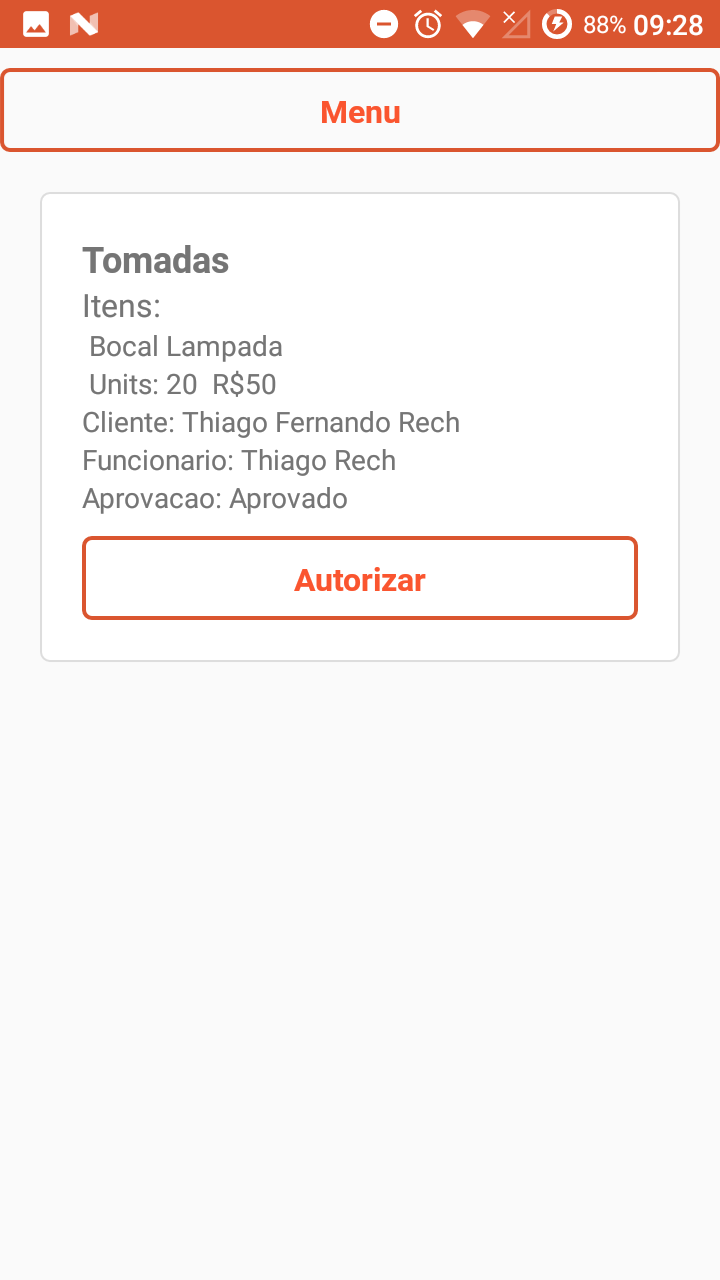 88% 09:28
Menu
Tomadas
Itens:
Bocal Lampada
Units: 20 R$50
Cliente: Thiago Fernando Rech
Funcionario: Thiago Rech
Aprovacao: Aprovado
Autorizar